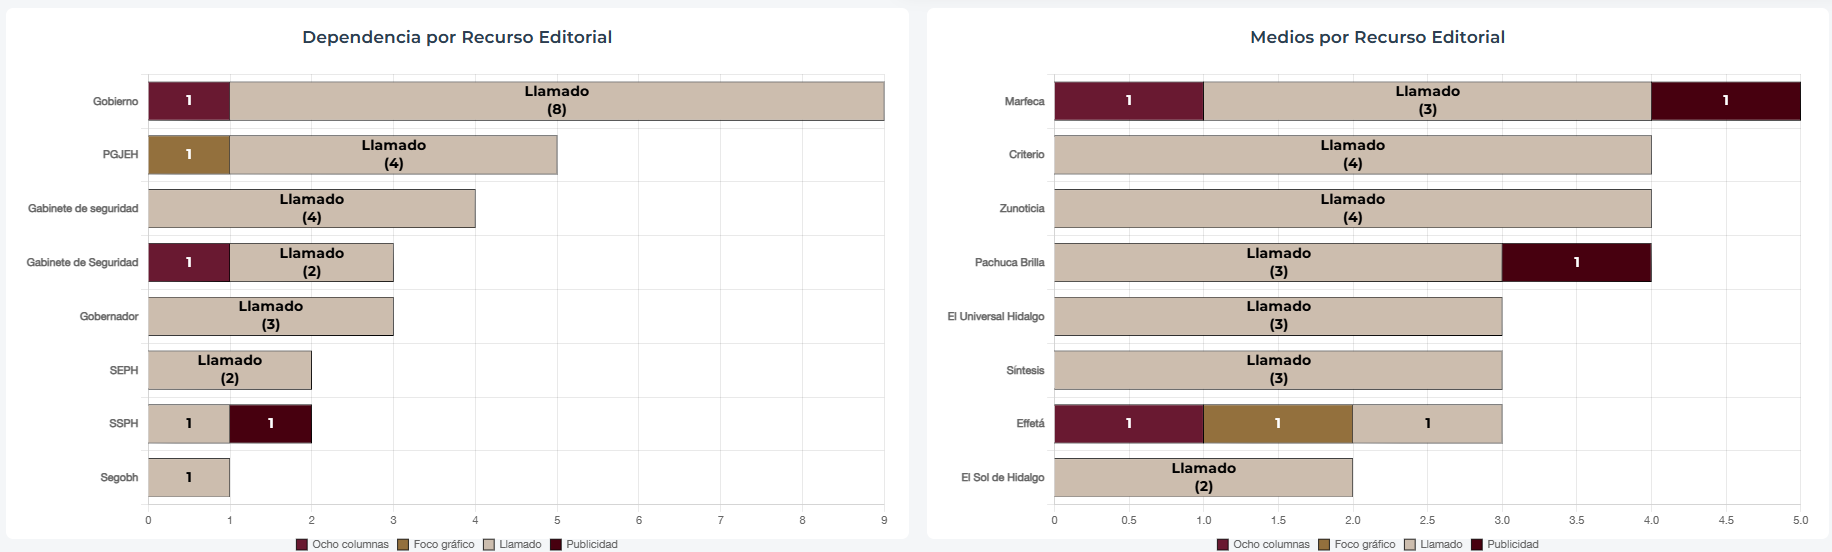 Dependencia por Recurso Editorial
Gobierno
1
Llamado
(8)
PGJEH
1
Llamado
(4)
Gabinete de seguridad
Llamado
(4)
Gabinete de Seguridad
1
Llamado
(2)
Gobernador
Llamado
(3)
SEPH
Llamado
(2)
SSPH
1
1
Segobh
1
0 1 2 3 4 5 6 7 8 9
Ocho columnas Foco gráfico Llamado Publicidad
Medios por Recurso Editorial
Marfeca
1
Llamado
(3)
1
Criterio
Llamado
(4)
Zunoticia
Llamado
(4)
Pachuca Brilla
Llamado
(3)
1
El Universal Hidalgo
Llamado
(3)
Síntesis
Llamado
(3)
Effetá
1
1
1
El Sol de Hidalgo
Llamado
(2)
0 0.5 1.0 1.5 2.0 2.5 3.0 3.5 4.0 4.5 5.0
Ocho columnas Foco gráfico Llamado Publicidad